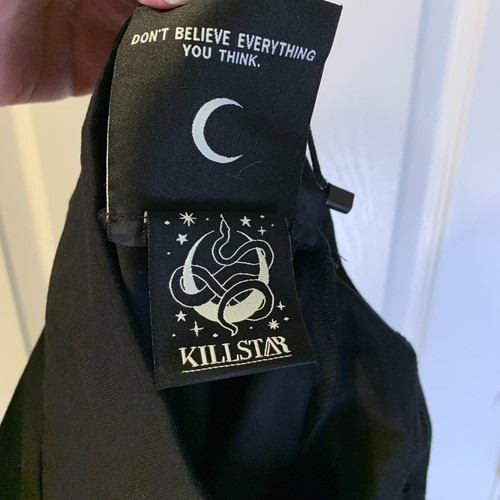 DON'T BELIEVE EVERYTHING
YOU THINK.
KILLSTAR